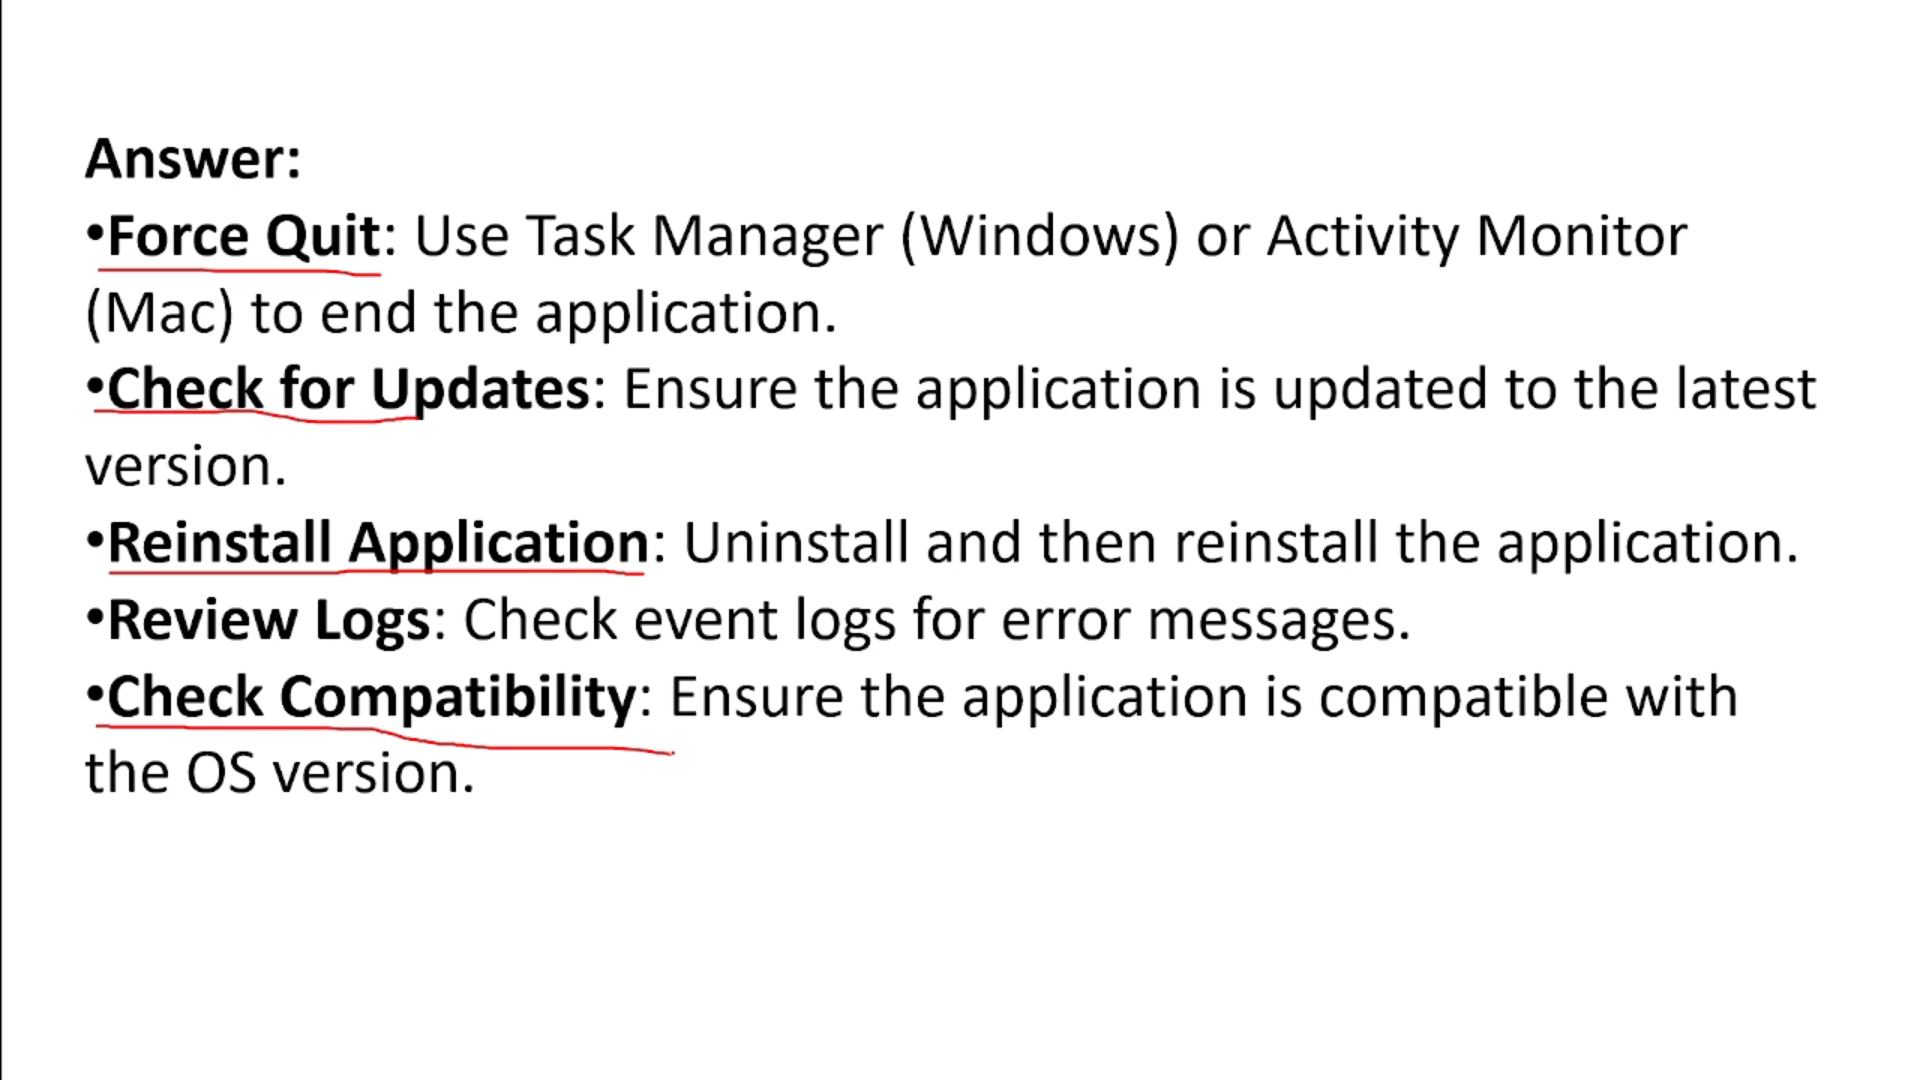 Answer:
•Force Quit: Use Task Manager (Windows) or Activity Monitor
(Mac) to end the application.
•Check for Updates: Ensure the application is updated to the latest
version.
•Reinstall Application: Uninstall and then reinstall the application.
•Review Logs: Check event logs for error messages.
•Check Compatibility: Ensure the application is compatible with
the OS version.